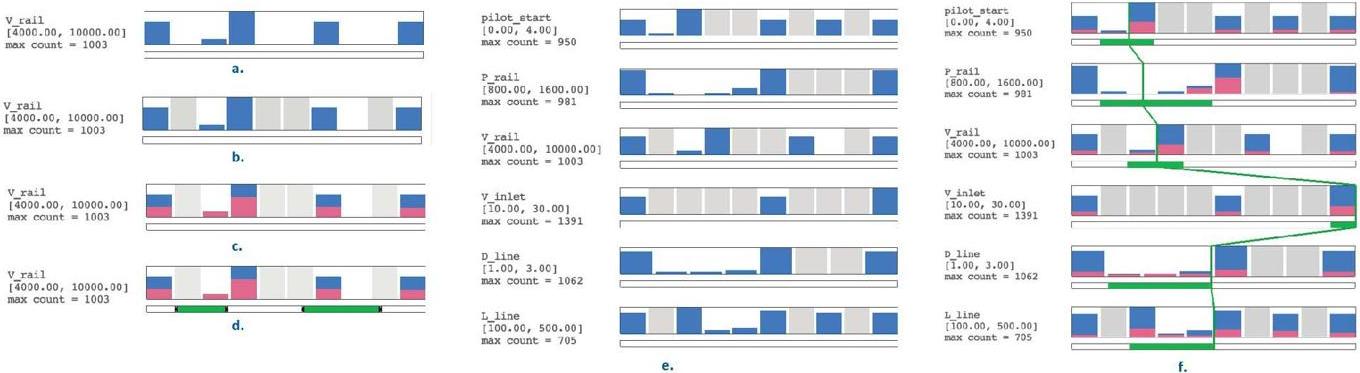 V_rail
[4000.00, 10000.00]
max count = 1003
a.
V_rail
[4000.00, 10000.00]
max count = 1003
b.
V_rail
[4000.00, 10000.00]
max count = 1003
c.
V_rail
[4000.00, 10000.00]
max count = 1003
d.
pilot_start
[0.00, 4.00]
max count = 950
P_rail
[800.00, 1600.00]
max count = 981
V_rail
[4000.00, 10000.00]
max count = 1003
V_inlet
[10.00, 30.00]
max count = 1391
D_line
[1.00, 3.00]
max count = 1062
L_line
[100.00, 500.00]
max count = 705
e.
pilot_start
[0.00, 4.00]
max count = 950
P_rail
[800.00, 1600.00]
max count = 981
V_rail
[4000.00, 10000.00]
max count = 1003
V_inlet
[10.00, 30.00]
max count = 1391
D_line
[1.00, 3.00]
max count = 1062
L_line
[100.00, 500.00]
max count = 705
f.